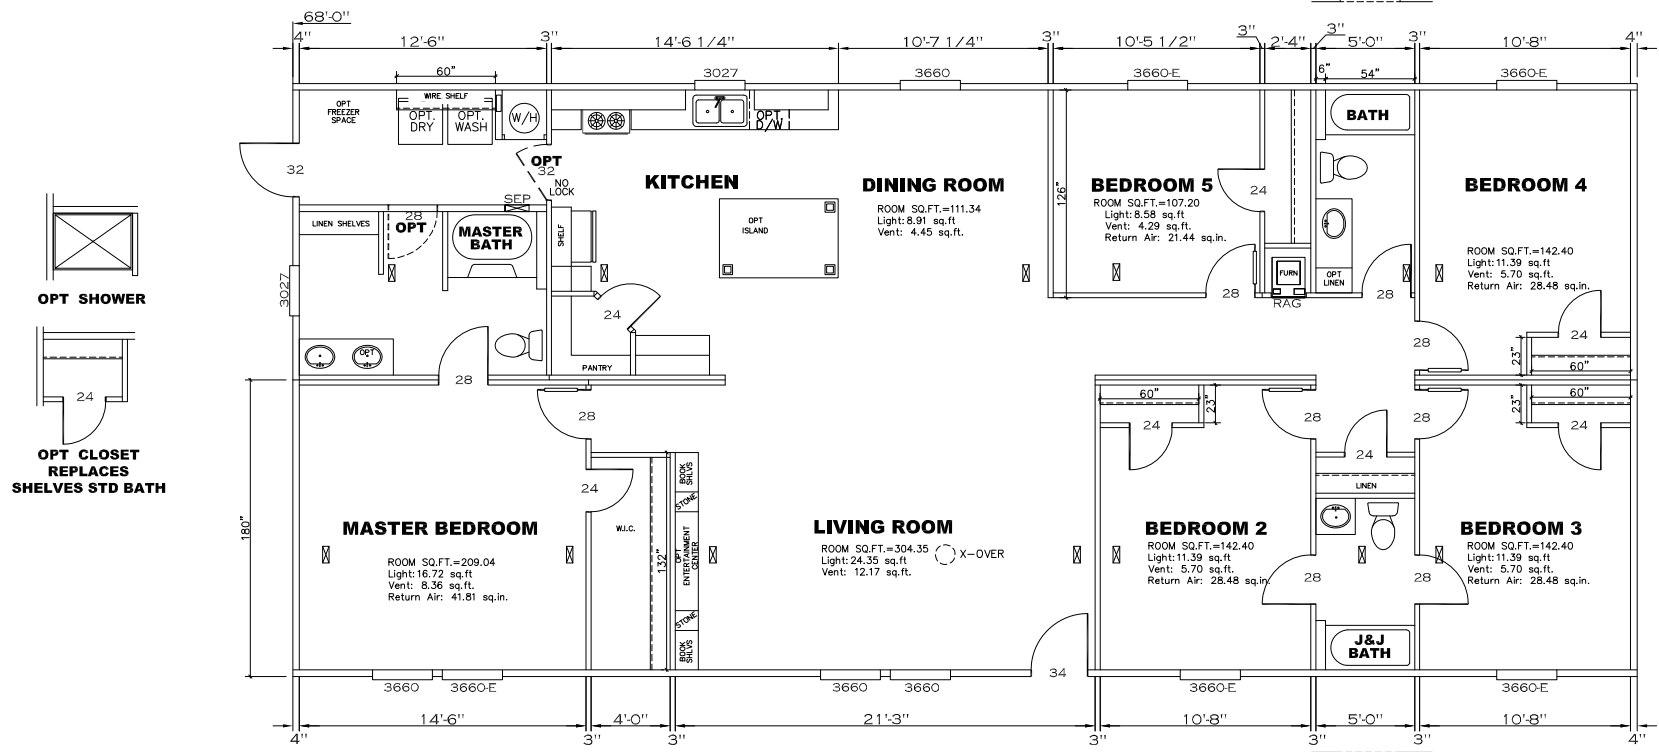 68'-0"
4"
12'-6"
3"
14'-6 1/4"
10'-7 1/4"
3"
10'-5 1/2"
3"
2'-4"
3"
5'-0"
3"
10'-8"
4"
60"
3027
3660
3660-E
6"
54"
3660-E
OPT
FREEZER
SPACE
WIRE SHELF
OPT.
DRY
OPT.
WASH
W/H
OPT
D/W
BATH
32
OPT
32
NO
LOCK
KITCHEN
DINING ROOM
ROOM SQ.FT.=111.34
Light:8.91 sq.ft
Vent: 4.45 sq.ft.
126"
BEDROOM 5
ROOM SQ.FT.=107.20
Light:8.58 sq.ft
Vent: 4.29 sq.ft.
Return Air: 21.44 sq.in.
24
BEDROOM 4
ROOM SQ.FT.=142.40
Light:11.39 sq.ft
Vent: 5.70 sq.ft.
Return Air: 28.48 sq.in.
SEP
LINEN SHELVES
28
OPT
MASTER
BATH
SHELF
OPT
ISLAND
3027
FURN
RAG
OPT
LINEN
28
28
OPT SHOWER
24
24
OPT
PANTRY
28
28
23"
60"
24
OPT CLOSET
REPLACES
SHELVES STD BATH
28
60"
23"
24
28
28
24
LINEN
23"
60"
24
180"
24
W.I.C.
132"
BOOK
SHLVS
STONE
OPT
ENTERTAINMENT
CENTER
STONE
BOOK
SHLVS
MASTER BEDROOM
ROOM SQ.FT.=209.04
Light:16.72 sq.ft
Vent: 8.36 sq.ft.
Return Air: 41.81 sq.in.
LIVING ROOM
ROOM SQ.FT.=304.35
Light:24.35 sq.ft
Vent: 12.17 sq.ft.
X-OVER
BEDROOM 2
ROOM SQ.FT.=142.40
Light:11.39 sq.ft
Vent: 5.70 sq.ft.
Return Air: 28.48 sq.in.
28
28
BEDROOM 3
ROOM SQ.FT.=142.40
Light:11.39 sq.ft
Vent: 5.70 sq.ft.
Return Air: 28.48 sq.in.
J&J
BATH
34
3660
3660-E
3660
3660
3660-E
3660-E
4"
14'-6"
3"
4'-0"
3"
21'-3"
3"
10'-8"
3"
5'-0"
3"
10'-8"
4"